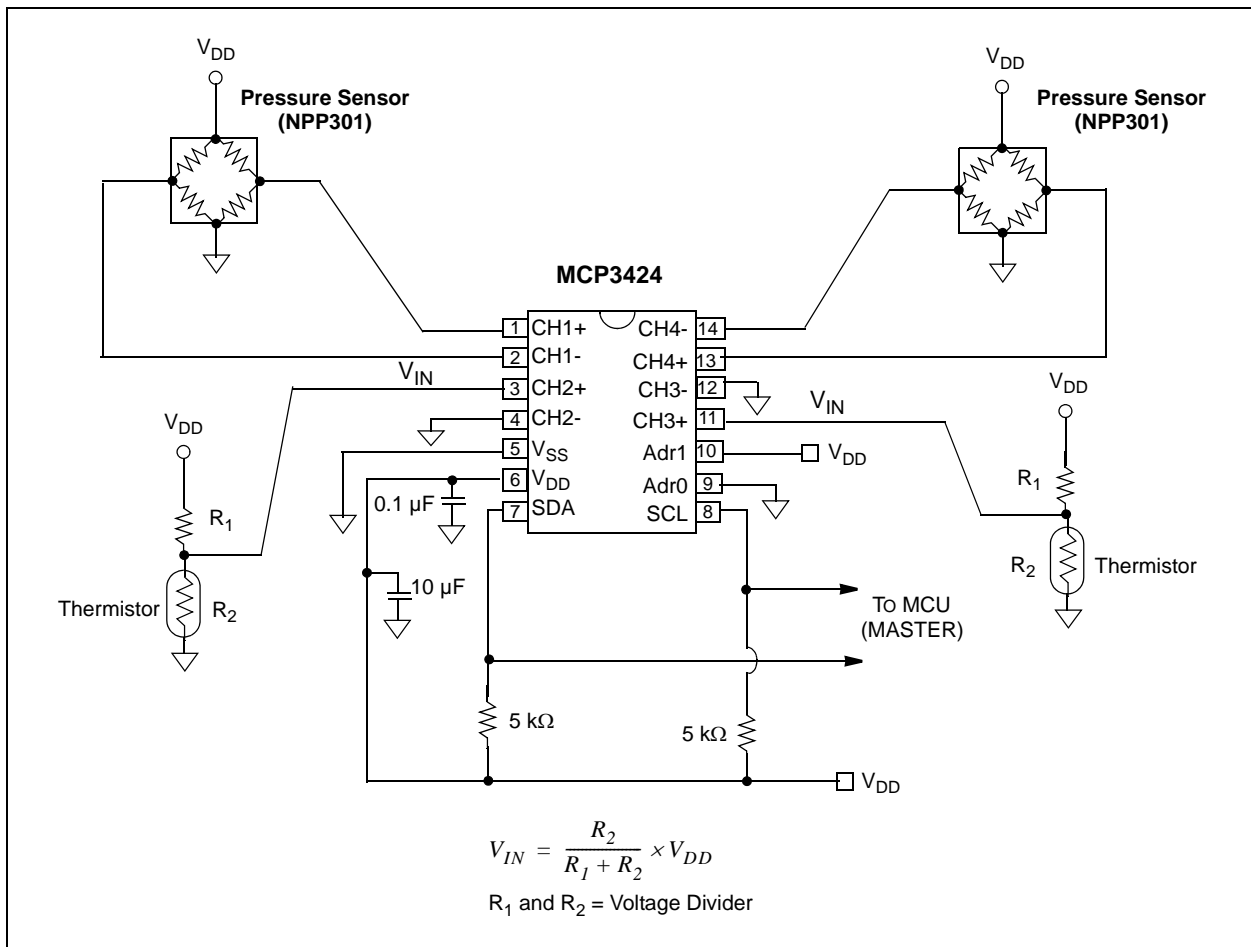 V_DD
Pressure Sensor
(NPP301)
V_DD
Pressure Sensor
(NPP301)
MCP3424
1 CH1+
2 CH1-
3 CH2+
4 CH2-
5 V_SS
6 V_DD
7 SDA
CH4- 14
CH4+ 13
CH3- 12
CH3+ 11
Adr1 10
Adr0 9
SCL 8
V_IN
V_DD
R_1
Thermistor R_2
0.1 µF
10 µF
V_IN
V_DD
V_DD
R_1
R_2 Thermistor
TO MCU
(MASTER)
5 kΩ
5 kΩ
V_DD
V_IN = R_2 / (R_1 + R_2) × V_DD
R_1 and R_2 = Voltage Divider